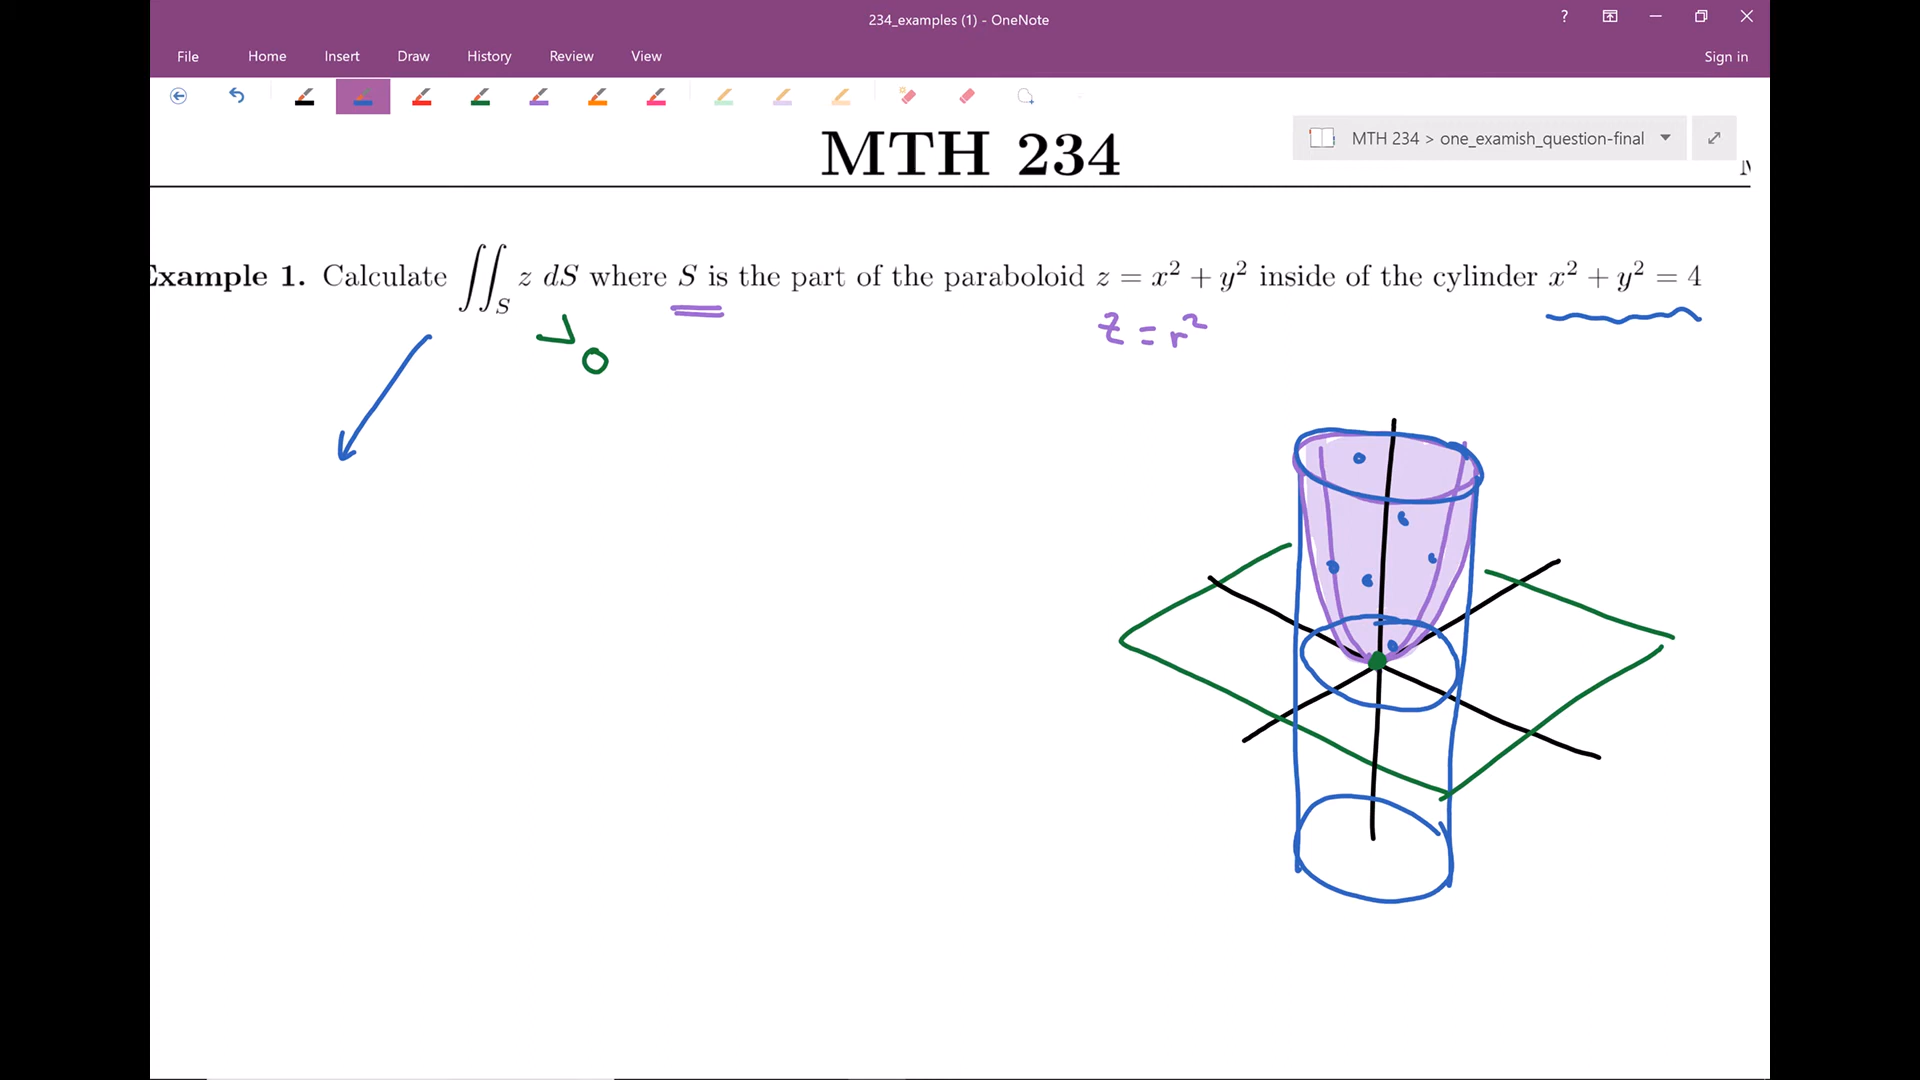 234_examples (1) - OneNote
?
File Home Insert Draw History Review View Sign in
MTH 234
MTH 234 > one_examish_question-final
Example 1. Calculate ∬_S z dS where S is the part of the paraboloid z = x² + y² inside of the cylinder x² + y² = 4
z = r²
> 0